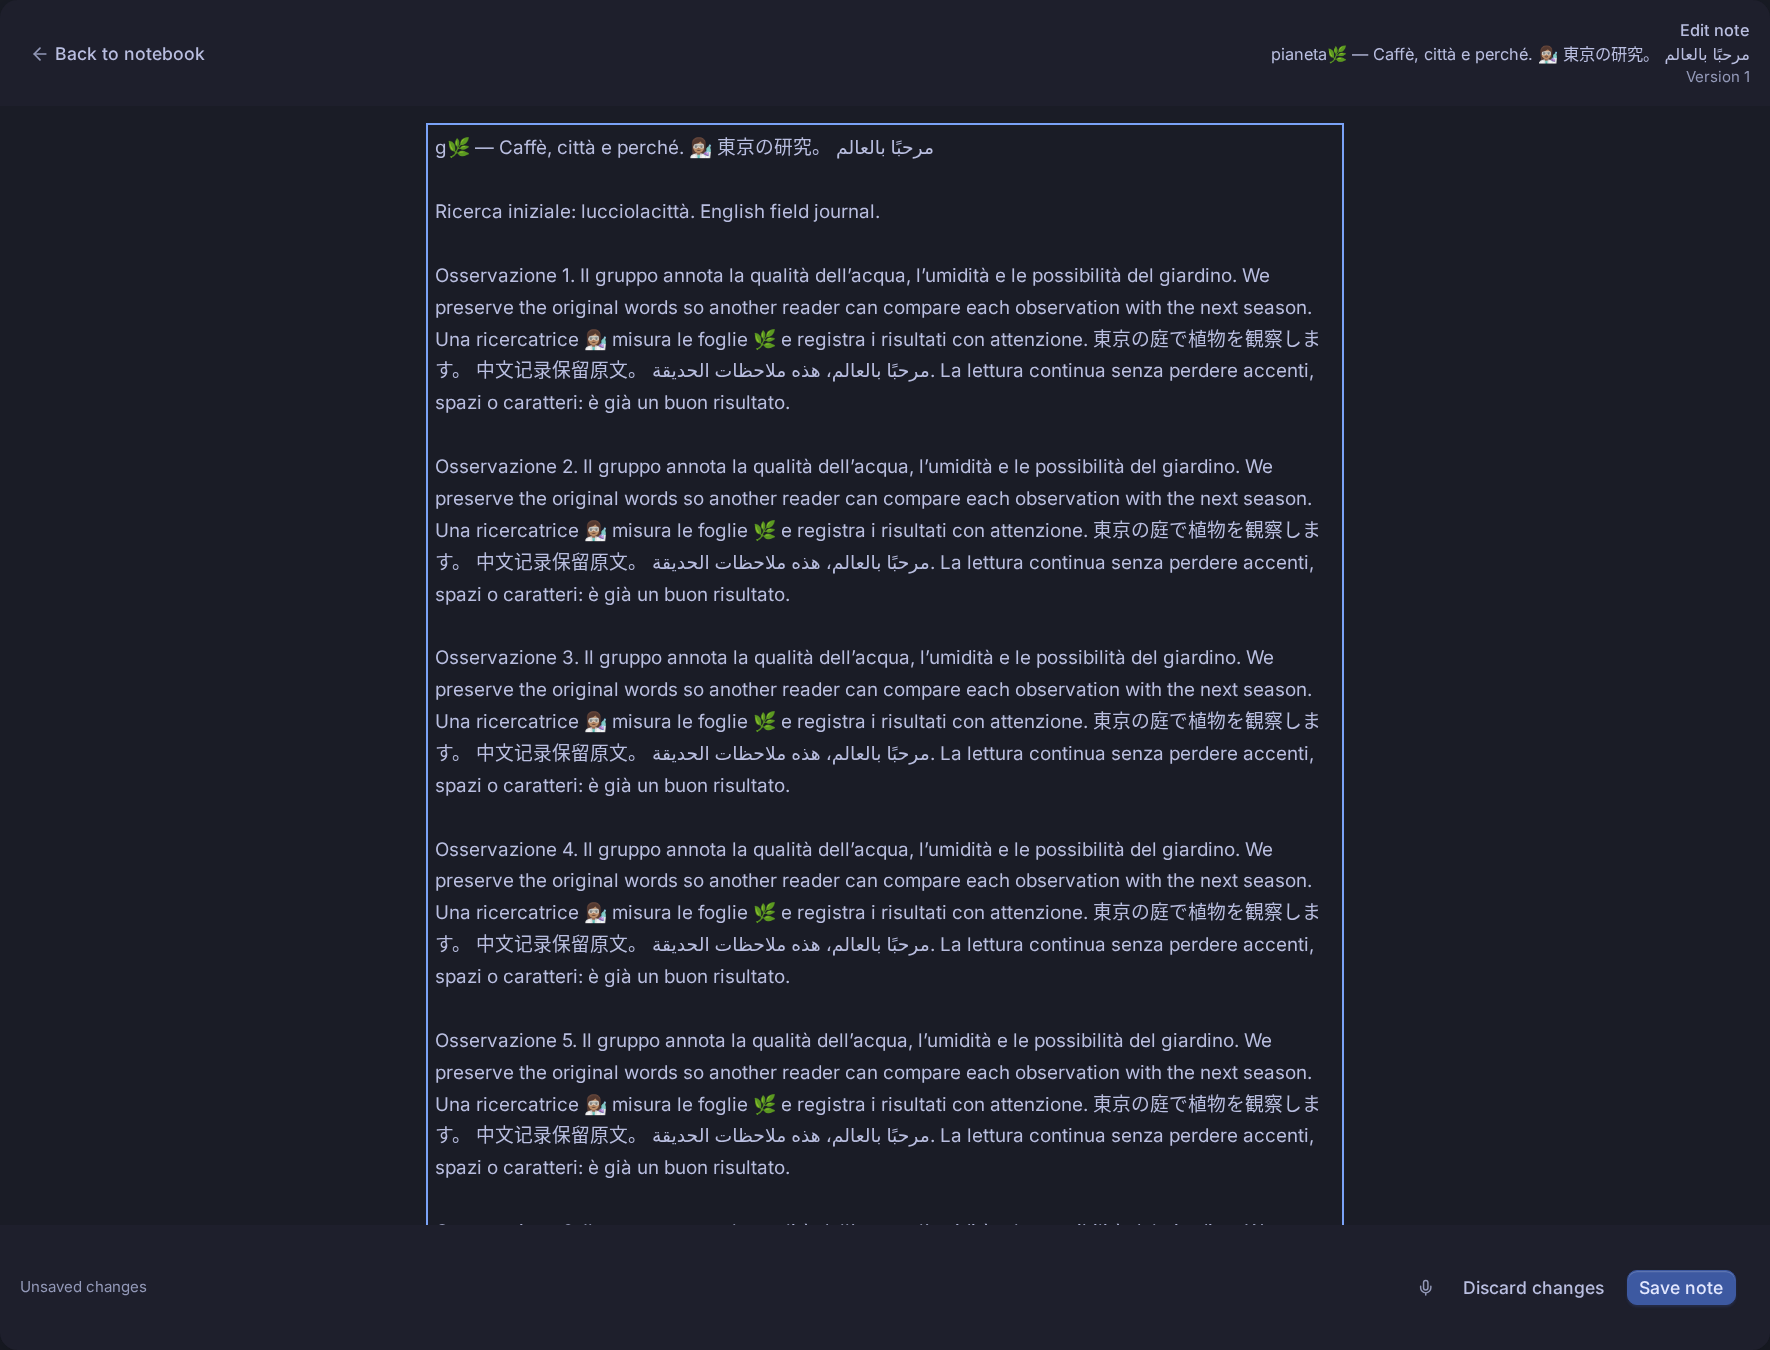 Back to notebook
Edit note
pianeta🌿 — Caffè, città e perché. 👩🏽‍🔬 東京の研究。 مرحبًا بالعالم
Version 1
g🌿 — Caffè, città e perché. 👩🏽‍🔬 東京の研究。 مرحبًا بالعالم
Ricerca iniziale: lucciolacittà. English field journal.
Osservazione 1. Il gruppo annota la qualità dell’acqua, l’umidità e le possibilità del giardino. We
preserve the original words so another reader can compare each observation with the next season.
Una ricercatrice 👩🏽‍🔬 misura le foglie 🌿 e registra i risultati con attenzione. 東京の庭で植物を観察しま
す。 中文记录保留原文。 مرحبًا بالعالم، هذه ملاحظات الحديقة. La lettura continua senza perdere accenti,
spazi o caratteri: è già un buon risultato.
Osservazione 2. Il gruppo annota la qualità dell’acqua, l’umidità e le possibilità del giardino. We
preserve the original words so another reader can compare each observation with the next season.
Una ricercatrice 👩🏽‍🔬 misura le foglie 🌿 e registra i risultati con attenzione. 東京の庭で植物を観察しま
す。 中文记录保留原文。 مرحبًا بالعالم، هذه ملاحظات الحديقة. La lettura continua senza perdere accenti,
spazi o caratteri: è già un buon risultato.
Osservazione 3. Il gruppo annota la qualità dell’acqua, l’umidità e le possibilità del giardino. We
preserve the original words so another reader can compare each observation with the next season.
Una ricercatrice 👩🏽‍🔬 misura le foglie 🌿 e registra i risultati con attenzione. 東京の庭で植物を観察しま
す。 中文记录保留原文。 مرحبًا بالعالم، هذه ملاحظات الحديقة. La lettura continua senza perdere accenti,
spazi o caratteri: è già un buon risultato.
Osservazione 4. Il gruppo annota la qualità dell’acqua, l’umidità e le possibilità del giardino. We
preserve the original words so another reader can compare each observation with the next season.
Una ricercatrice 👩🏽‍🔬 misura le foglie 🌿 e registra i risultati con attenzione. 東京の庭で植物を観察しま
す。 中文记录保留原文。 مرحبًا بالعالم، هذه ملاحظات الحديقة. La lettura continua senza perdere accenti,
spazi o caratteri: è già un buon risultato.
Osservazione 5. Il gruppo annota la qualità dell’acqua, l’umidità e le possibilità del giardino. We
preserve the original words so another reader can compare each observation with the next season.
Una ricercatrice 👩🏽‍🔬 misura le foglie 🌿 e registra i risultati con attenzione. 東京の庭で植物を観察しま
す。 中文记录保留原文。 مرحبًا بالعالم، هذه ملاحظات الحديقة. La lettura continua senza perdere accenti,
spazi o caratteri: è già un buon risultato.
Unsaved changes
Discard changes
Save note